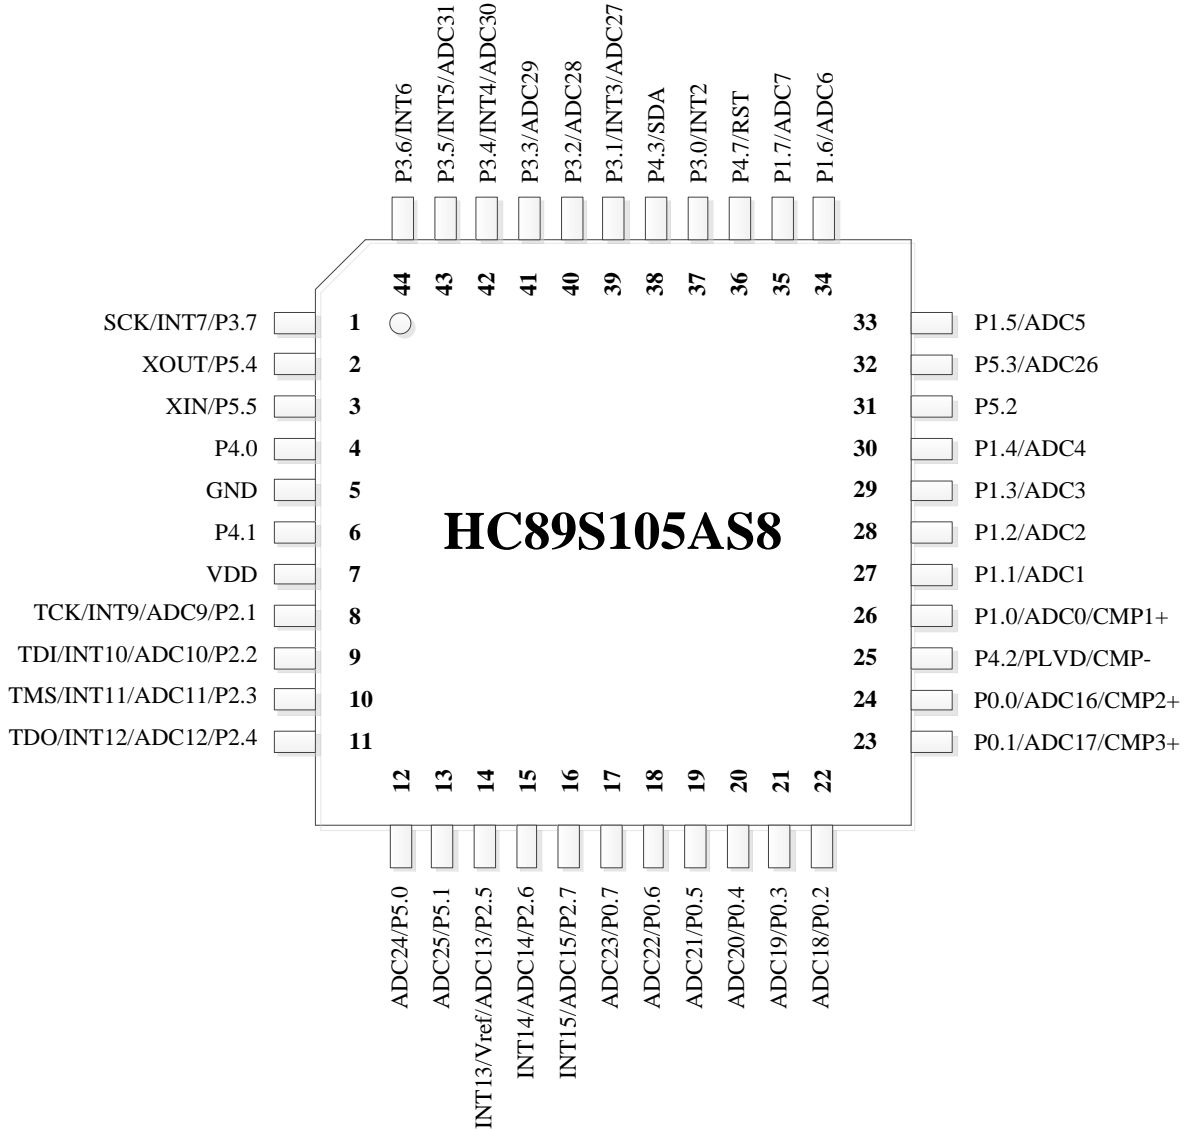 P3.6/INT6
P3.5/INT5/ADC31
P3.4/INT4/ADC30
P3.3/ADC29
P3.2/ADC28
P3.1/INT3/ADC27
P4.3/SDA
P3.0/INT2
P4.7/RST
P1.7/ADC7
P1.6/ADC6
44
43
42
41
40
39
38
37
36
35
34
SCK/INT7/P3.7 1
XOUT/P5.4 2
XIN/P5.5 3
P4.0 4
GND 5
P4.1 6
VDD 7
TCK/INT9/ADC9/P2.1 8
TDI/INT10/ADC10/P2.2 9
TMS/INT11/ADC11/P2.3 10
TDO/INT12/ADC12/P2.4 11
HC89S105AS8
33 P1.5/ADC5
32 P5.3/ADC26
31 P5.2
30 P1.4/ADC4
29 P1.3/ADC3
28 P1.2/ADC2
27 P1.1/ADC1
26 P1.0/ADC0/CMP1+
25 P4.2/PLVD/CMP-
24 P0.0/ADC16/CMP2+
23 P0.1/ADC17/CMP3+
12
13
14
15
16
17
18
19
20
21
22
ADC24/P5.0
ADC25/P5.1
INT13/Vref/ADC13/P2.5
INT14/ADC14/P2.6
INT15/ADC15/P2.7
ADC23/P0.7
ADC22/P0.6
ADC21/P0.5
ADC20/P0.4
ADC19/P0.3
ADC18/P0.2